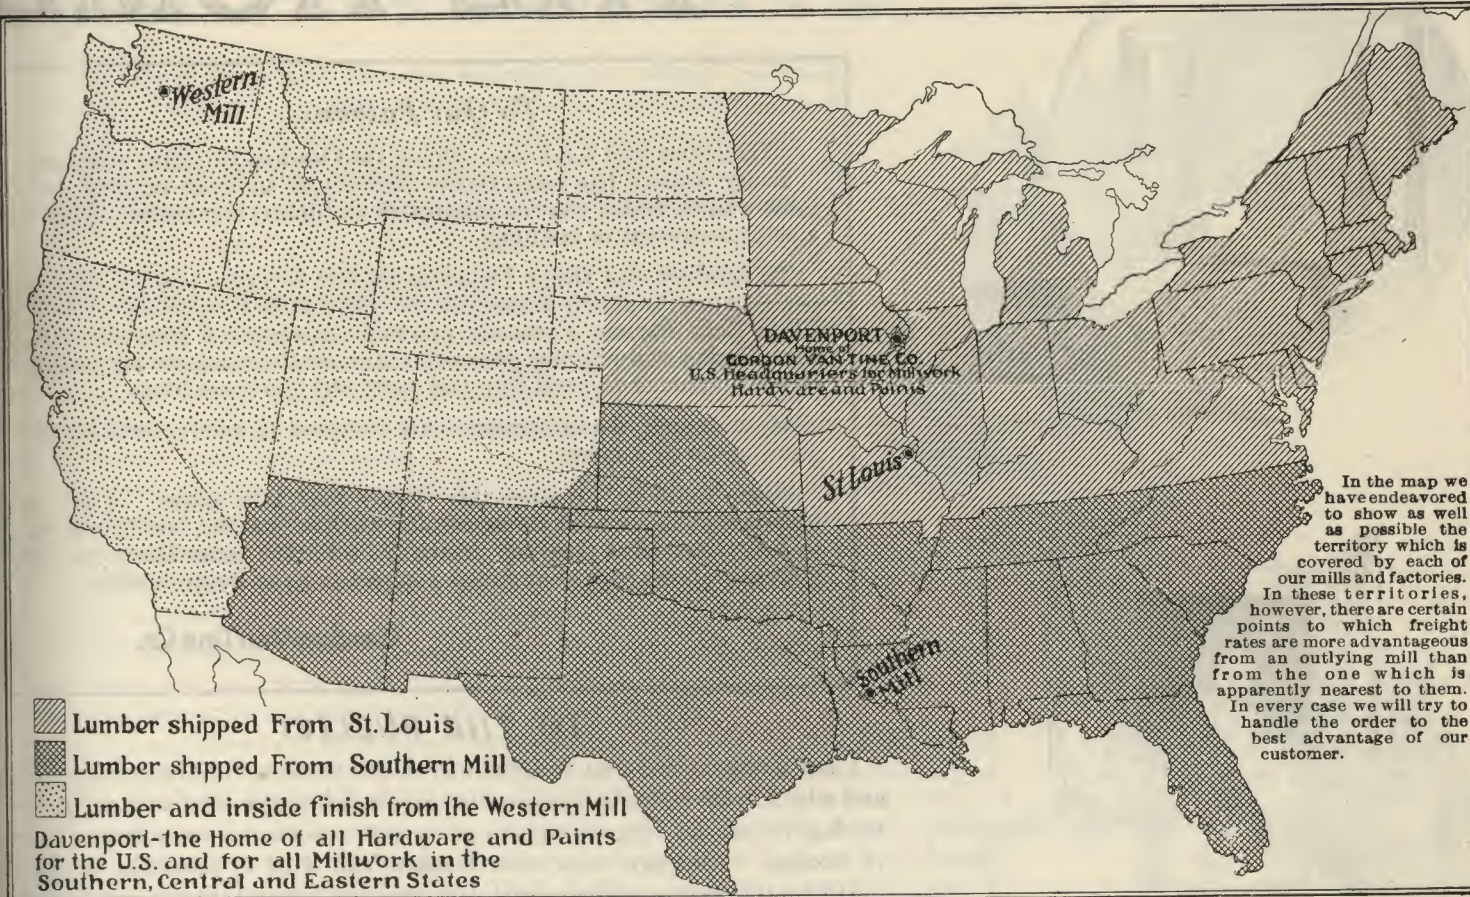 Western
Mill
DAVENPORT
Home of
GORDON VAN TINE CO.
U.S. Headquarters for Millwork
Hardware and Paints
St Louis
Southern
Mill
In the map we
have endeavored
to show as well
as possible the
territory which is
covered by each of
our mills and factories.
In these territories,
however, there are certain
points to which freight
rates are more advantageous
from an outlying mill than
from the one which is
apparently nearest to them.
In every case we will try to
handle the order to the
best advantage of our
customer.
Lumber shipped From St. Louis
Lumber shipped From Southern Mill
Lumber and inside finish from the Western Mill
Davenport-the Home of all Hardware and Paints
for the U.S. and for all Millwork in the
Southern, Central and Eastern States